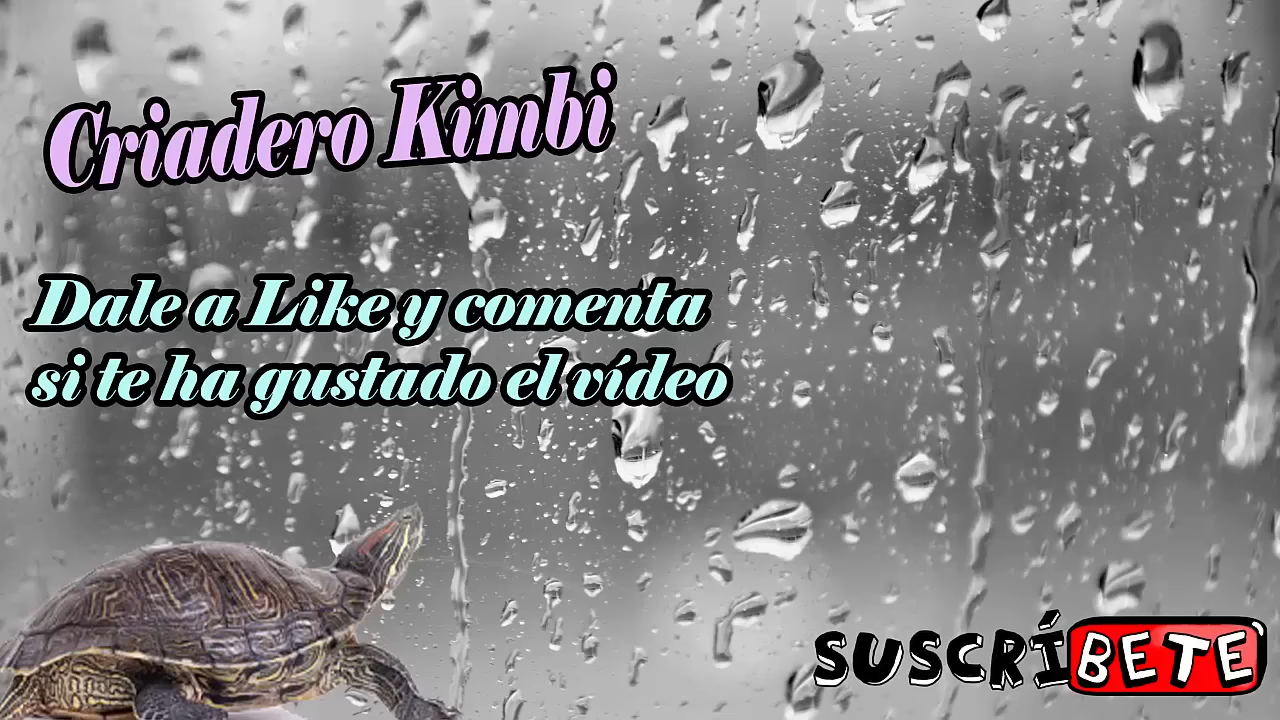 Criadero Kimbi
Dale a Like y comenta
si te ha gustado el vídeo
SUSCRÍBETE